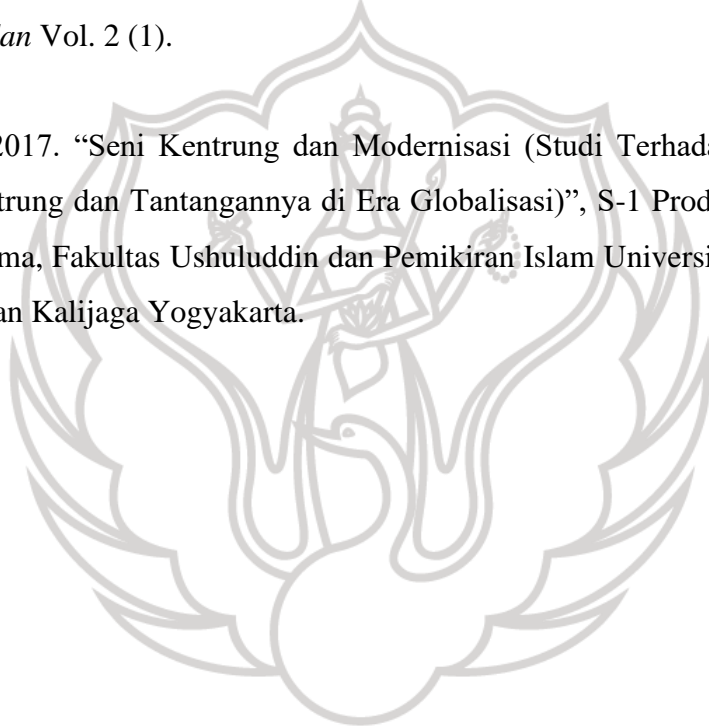 dan Vol. 2 (1).
2017. “Seni Kentrung dan Modernisasi (Studi Terhada
trung dan Tantangannya di Era Globalisasi)”, S-1 Prod
ma, Fakultas Ushuluddin dan Pemikiran Islam Universi
an Kalijaga Yogyakarta.